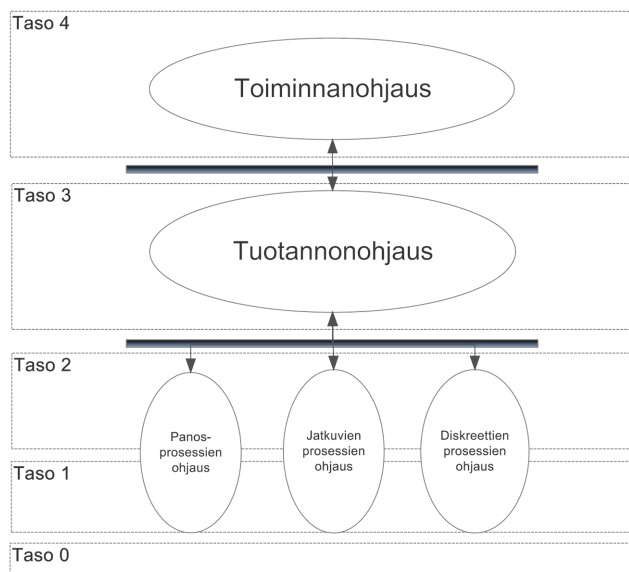 Taso 4
Toiminnanohjaus
Taso 3
Tuotannonohjaus
Taso 2
Panos-
prosessien
ohjaus
Jatkuvien
prosessien
ohjaus
Diskreettien
prosessien
ohjaus
Taso 1
Taso 0